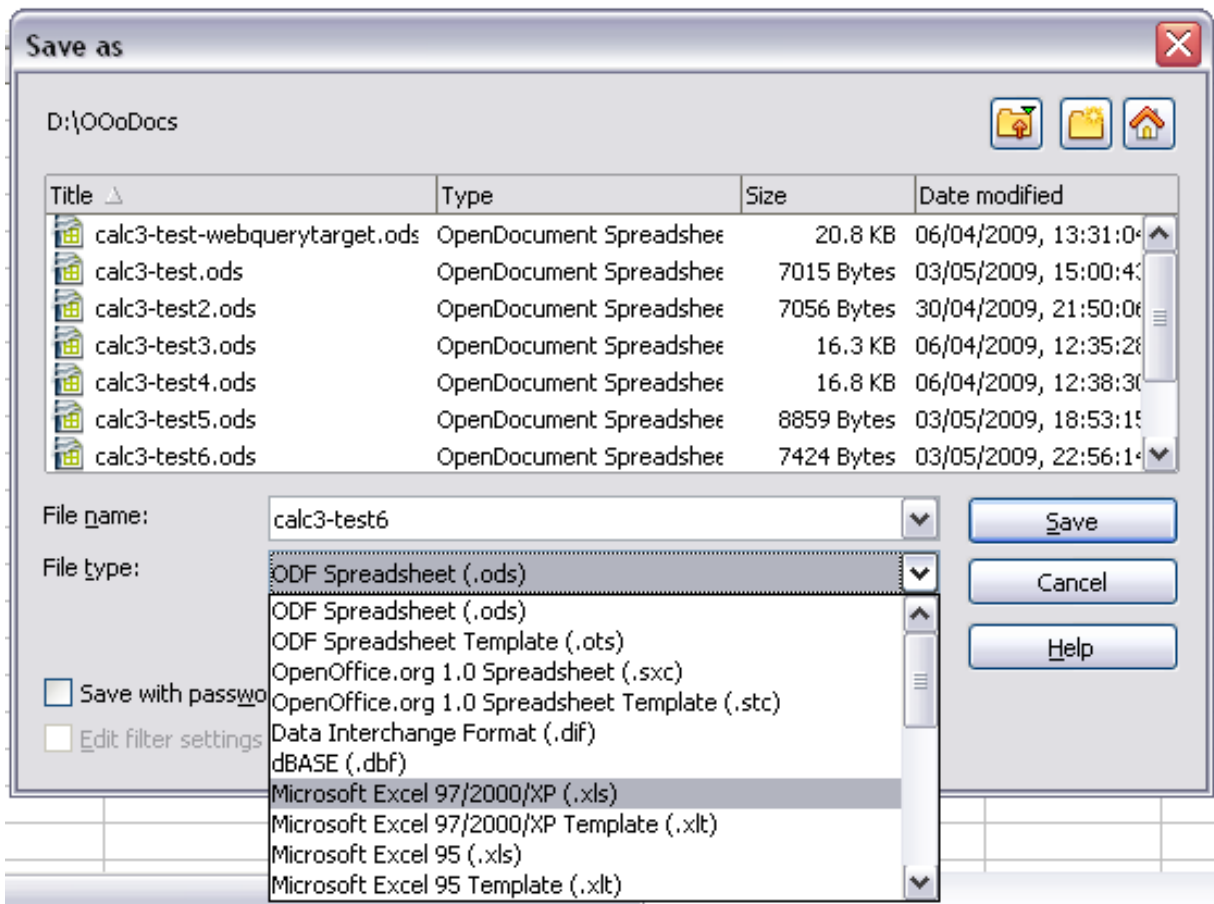 Save as
D:\OOoDocs
Title Type Size Date modified
calc3-test-webquerytarget.ods OpenDocument Spreadshee 20.8 KB 06/04/2009, 13:31:04
calc3-test.ods OpenDocument Spreadshee 7015 Bytes 03/05/2009, 15:00:43
calc3-test2.ods OpenDocument Spreadshee 7056 Bytes 30/04/2009, 21:50:06
calc3-test3.ods OpenDocument Spreadshee 16.3 KB 06/04/2009, 12:35:28
calc3-test4.ods OpenDocument Spreadshee 16.8 KB 06/04/2009, 12:38:30
calc3-test5.ods OpenDocument Spreadshee 8859 Bytes 03/05/2009, 18:53:15
calc3-test6.ods OpenDocument Spreadshee 7424 Bytes 03/05/2009, 22:56:14
File name: calc3-test6 Save
File type: ODF Spreadsheet (.ods) Cancel
ODF Spreadsheet (.ods)
ODF Spreadsheet Template (.ots)
Help
OpenOffice.org 1.0 Spreadsheet (.sxc)
Save with passwo
OpenOffice.org 1.0 Spreadsheet Template (.stc)
Edit filter settings
Data Interchange Format (.dif)
dBASE (.dbf)
Microsoft Excel 97/2000/XP (.xls)
Microsoft Excel 97/2000/XP Template (.xlt)
Microsoft Excel 95 (.xls)
Microsoft Excel 95 Template (.xlt)